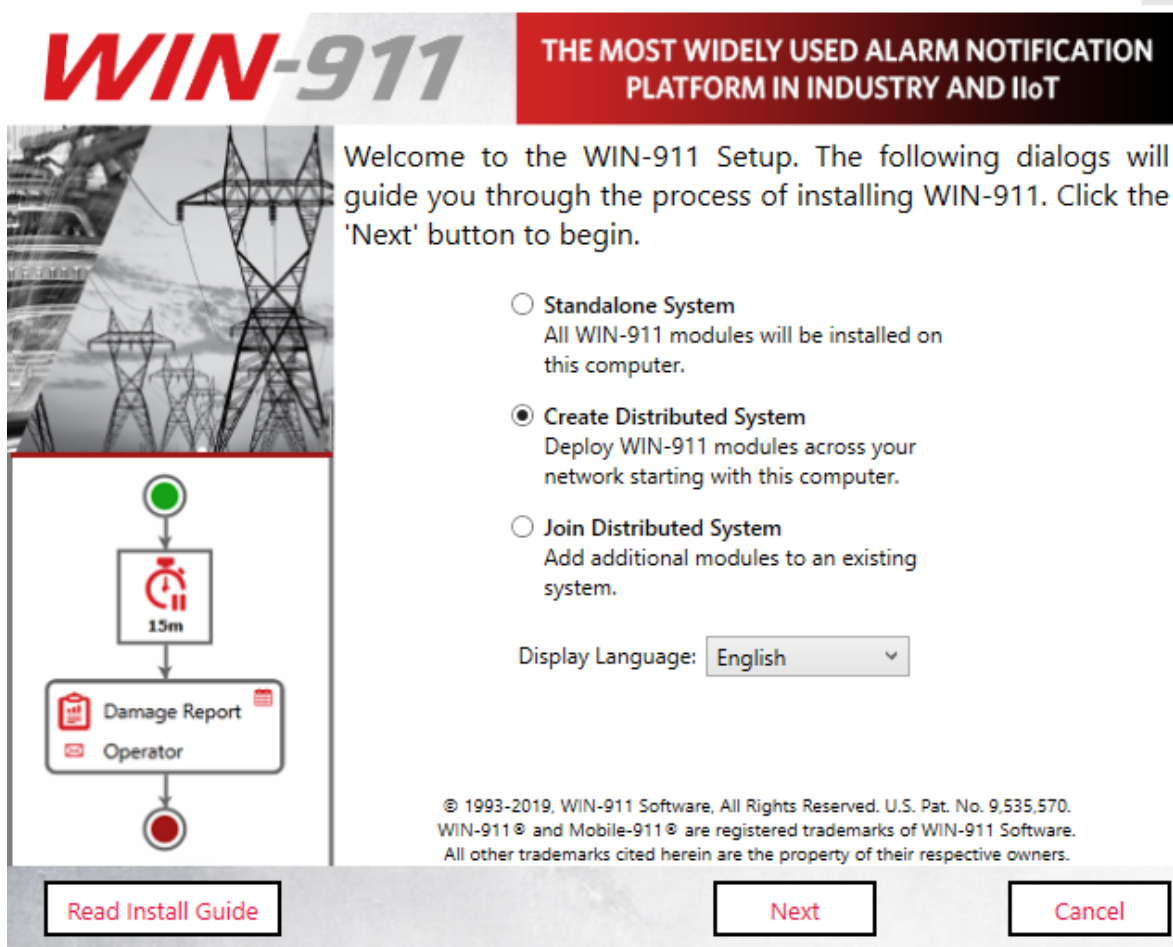 WIN-911
THE MOST WIDELY USED ALARM NOTIFICATION
PLATFORM IN INDUSTRY AND IIoT
Welcome to the WIN-911 Setup. The following dialogs will
guide you through the process of installing WIN-911. Click the
'Next' button to begin.
Standalone System
All WIN-911 modules will be installed on
this computer.
Create Distributed System
Deploy WIN-911 modules across your
network starting with this computer.
Join Distributed System
Add additional modules to an existing
system.
Display Language: English
15m
Damage Report
Operator
© 1993-2019, WIN-911 Software, All Rights Reserved. U.S. Pat. No. 9,535,570.
WIN-911® and Mobile-911® are registered trademarks of WIN-911 Software.
All other trademarks cited herein are the property of their respective owners.
Read Install Guide
Next
Cancel